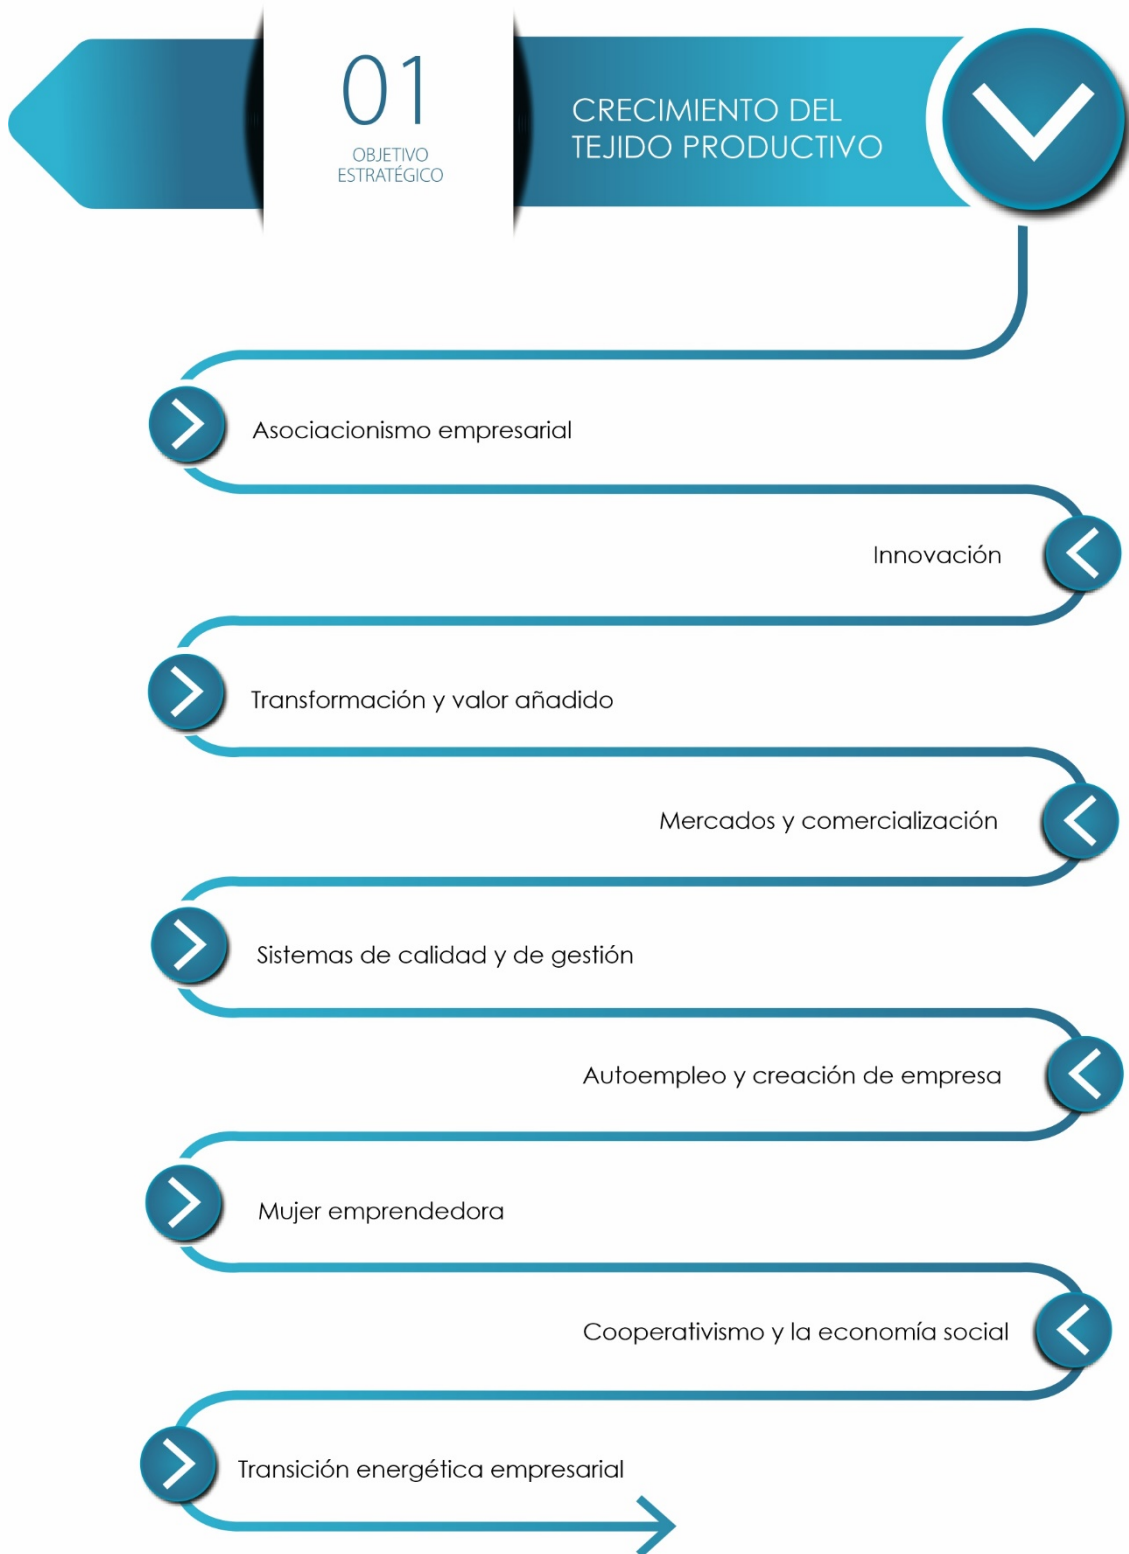 01
OBJETIVO
ESTRATÉGICO
CRECIMIENTO DEL
TEJIDO PRODUCTIVO
Asociacionismo empresarial
Innovación
Transformación y valor añadido
Mercados y comercialización
Sistemas de calidad y de gestión
Autoempleo y creación de empresa
Mujer emprendedora
Cooperativismo y la economía social
Transición energética empresarial